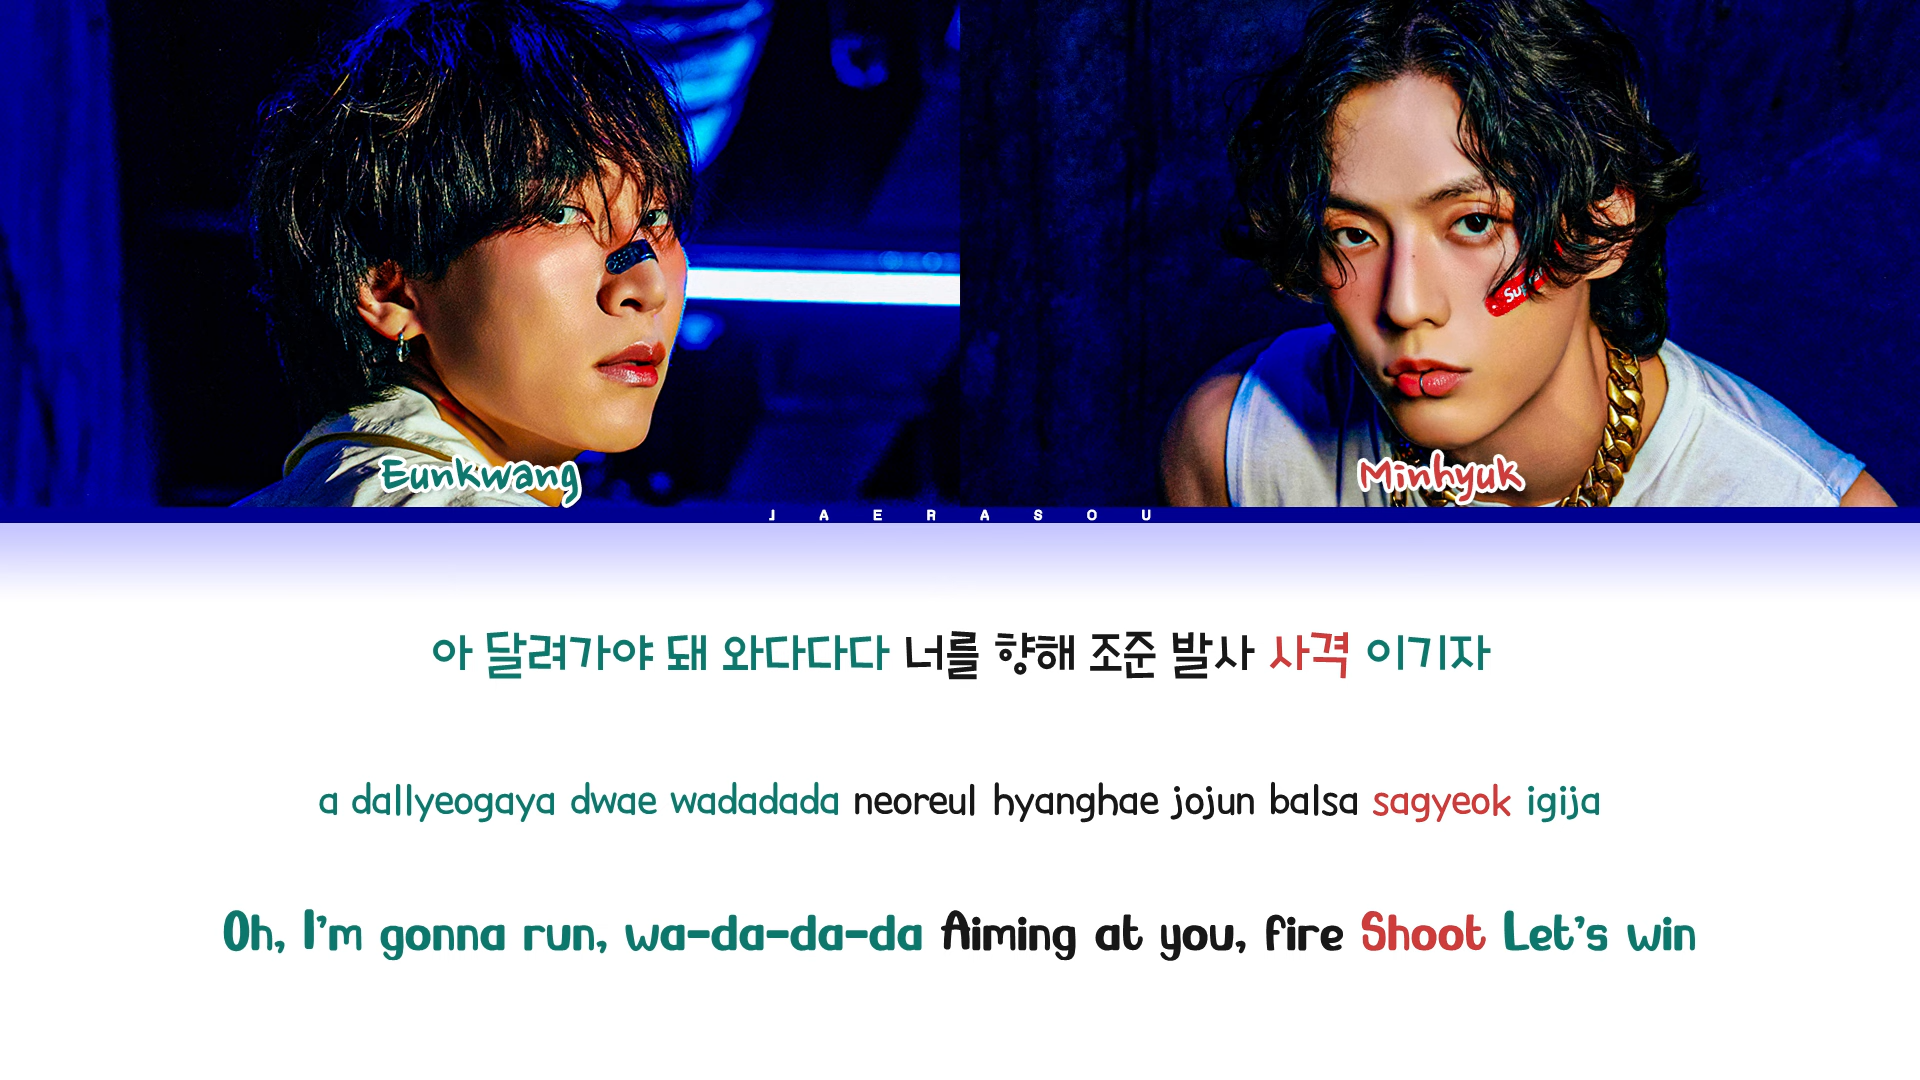 Sup
Eunkwang
Minhyuk
JAERASOU
아 달려가야 돼 와다다다 너를 향해 조준 발사 사격 이기자
a dallyeogaya dwae wadadada neoreul hyanghae jojun balsa sagyeok igija
Oh, I'm gonna run, wa-da-da-da Aiming at you, fire Shoot Let's win